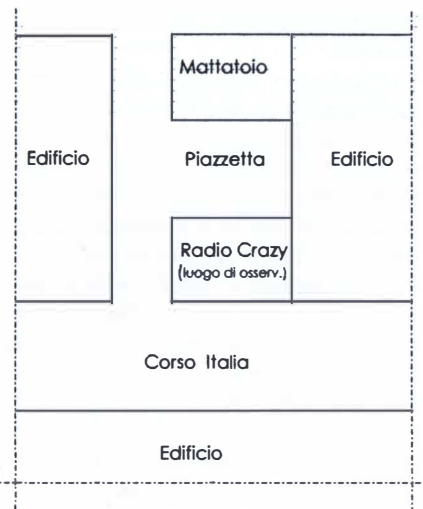 Mattatoio
Edificio
Piazzetta
Edificio
Radio Crazy
(luogo di osserv.)
Corso Italia
Edificio